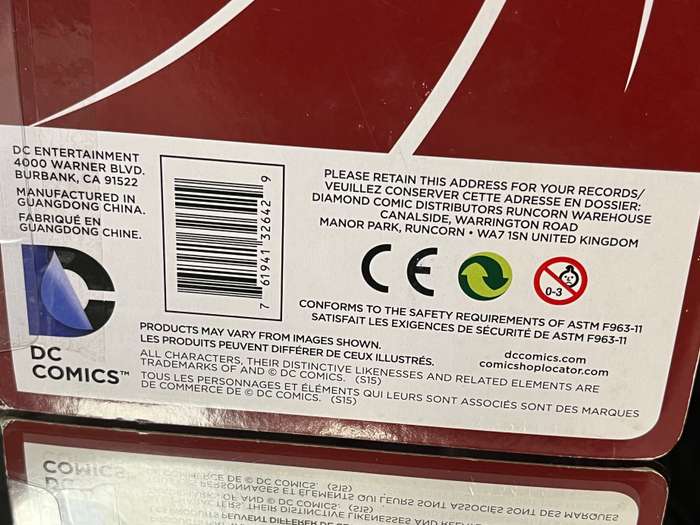 DC ENTERTAINMENT
4000 WARNER BLVD.
BURBANK, CA 91522
MANUFACTURED IN
GUANGDONG CHINA.
FABRIQUÉ EN
GUANGDONG CHINE.
DC
COMICS™
7 61941 32642 9
PLEASE RETAIN THIS ADDRESS FOR YOUR RECORDS/
VEUILLEZ CONSERVER CETTE ADRESSE EN DOSSIER:
DIAMOND COMIC DISTRIBUTORS RUNCORN WAREHOUSE
CANALSIDE, WARRINGTON ROAD
MANOR PARK, RUNCORN • WA7 1SN UNITED KINGDOM
CE
0-3
CONFORMS TO THE SAFETY REQUIREMENTS OF ASTM F963-11
SATISFAIT LES EXIGENCES DE SÉCURITÉ DE ASTM F963-11
PRODUCTS MAY VARY FROM IMAGES SHOWN.
LES PRODUITS PEUVENT DIFFÉRER DE CEUX ILLUSTRÉS.
dccomics.com
comicshoplocator.com
ALL CHARACTERS, THEIR DISTINCTIVE LIKENESSES AND RELATED ELEMENTS ARE
TRADEMARKS OF AND © DC COMICS. (S15)
TOUS LES PERSONNAGES ET ÉLÉMENTS QUI LEURS SONT ASSOCIÉS SONT DES MARQUES
DE COMMERCE DE © DC COMICS. (S15)